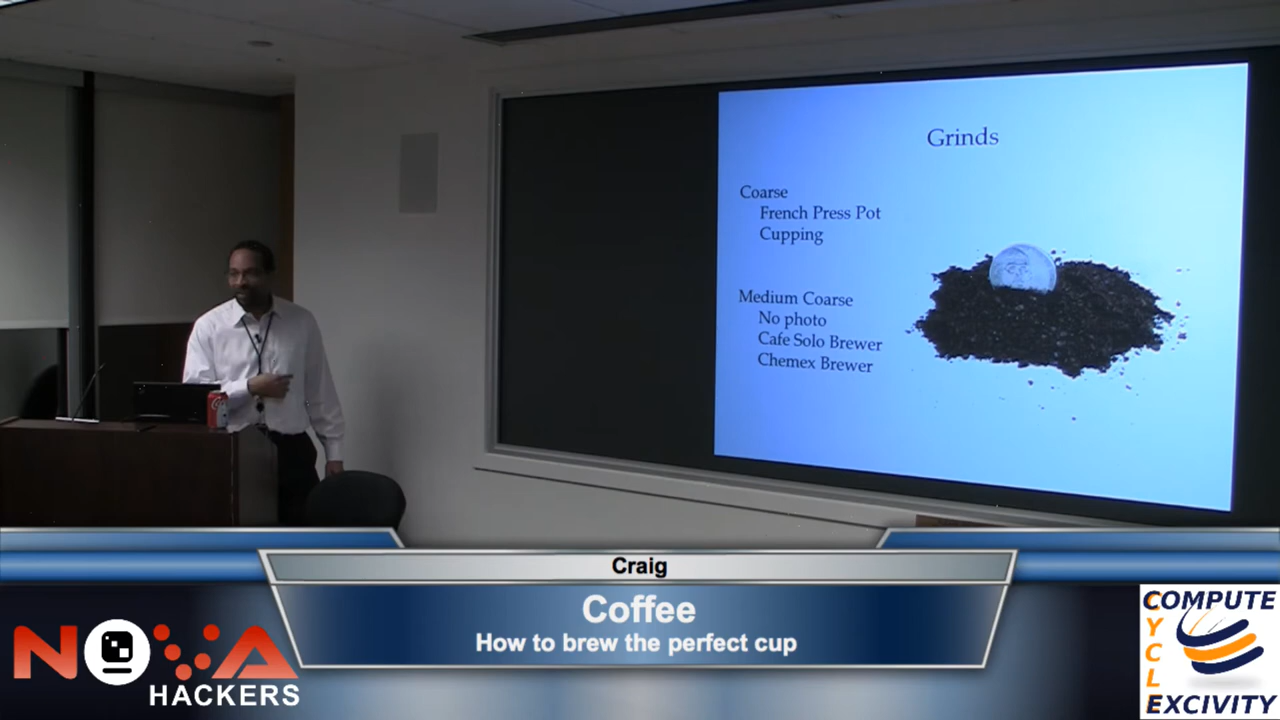 Grinds
Coarse
French Press Pot
Cupping
Medium Coarse
No photo
Cafe Solo Brewer
Chemex Brewer
Craig
Coffee
How to brew the perfect cup
NOVA
HACKERS
COMPUTE
CYCLE
EXCIVITY